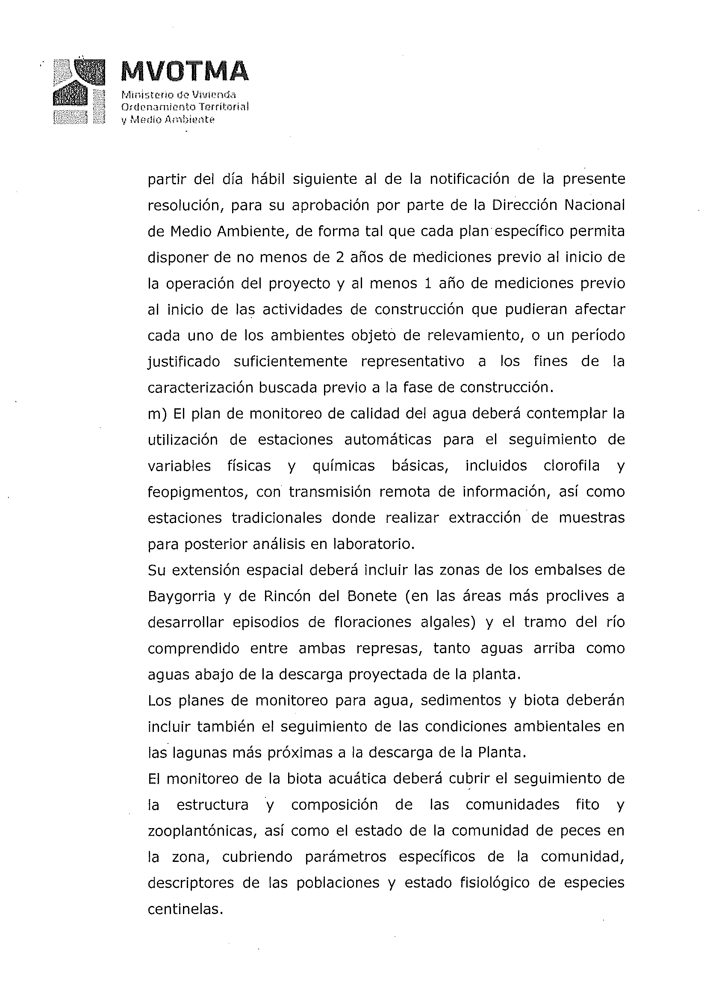 MVOTMA
Ministerio de Vivienda
Ordenamiento Territorial
y Medio Ambiente
partir del día hábil siguiente al de la notificación de la presente
resolución, para su aprobación por parte de la Dirección Nacional
de Medio Ambiente, de forma tal que cada plan específico permita
disponer de no menos de 2 años de mediciones previo al inicio de
la operación del proyecto y al menos 1 año de mediciones previo
al inicio de las actividades de construcción que pudieran afectar
cada uno de los ambientes objeto de relevamiento, o un período
justificado suficientemente representativo a los fines de la
caracterización buscada previo a la fase de construcción.
m) El plan de monitoreo de calidad del agua deberá contemplar la
utilización de estaciones automáticas para el seguimiento de
variables físicas y químicas básicas, incluidos clorofila y
feopigmentos, con transmisión remota de información, así como
estaciones tradicionales donde realizar extracción de muestras
para posterior análisis en laboratorio.
Su extensión espacial deberá incluir las zonas de los embalses de
Baygorria y de Rincón del Bonete (en las áreas más proclives a
desarrollar episodios de floraciones algales) y el tramo del río
comprendido entre ambas represas, tanto aguas arriba como
aguas abajo de la descarga proyectada de la planta.
Los planes de monitoreo para agua, sedimentos y biota deberán
incluir también el seguimiento de las condiciones ambientales en
las lagunas más próximas a la descarga de la Planta.
El monitoreo de la biota acuática deberá cubrir el seguimiento de
la estructura y composición de las comunidades fito y
zooplantónicas, así como el estado de la comunidad de peces en
la zona, cubriendo parámetros específicos de la comunidad,
descriptores de las poblaciones y estado fisiológico de especies
centinelas.